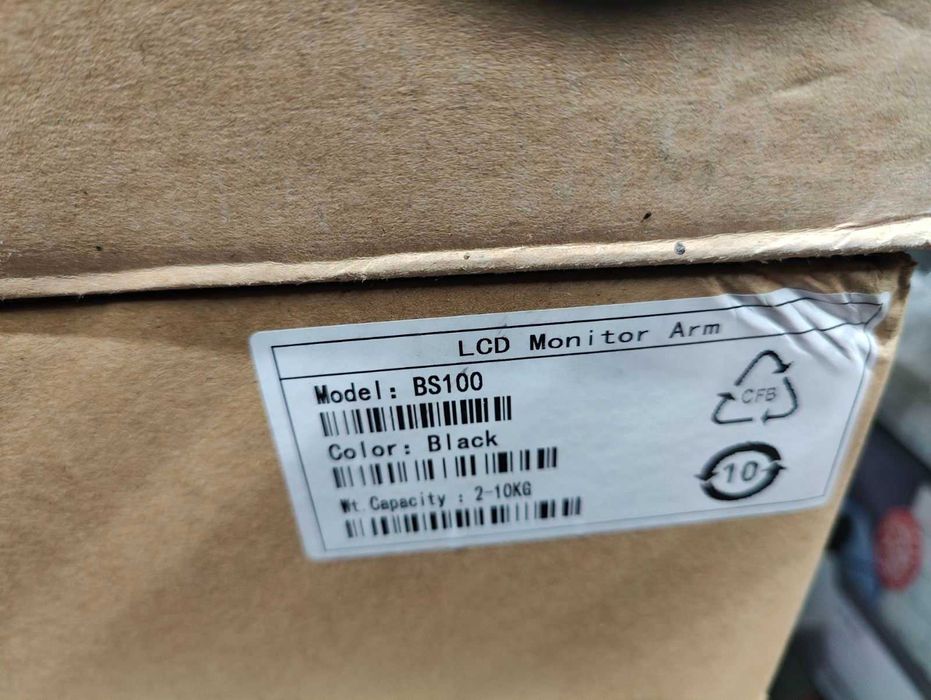 LCD Monitor Arm
Model: BS100
CFB
Color: Black
10
Wt.Capacity : 2-10KG